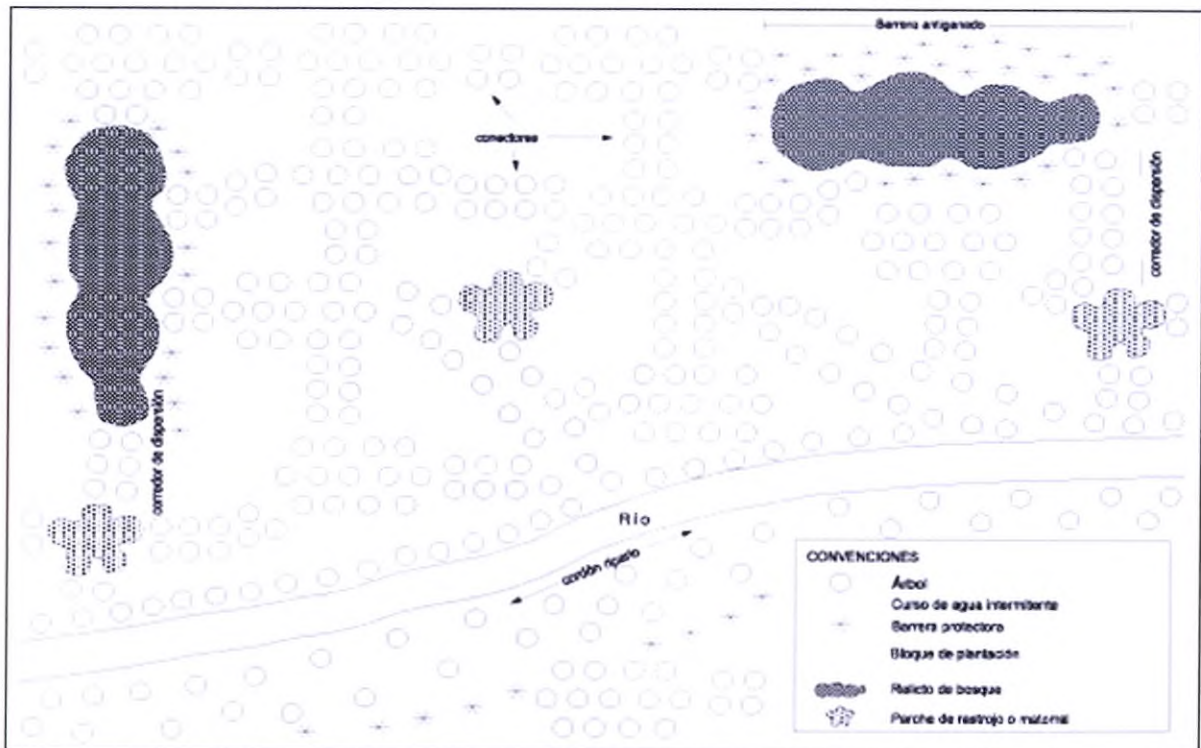 Barrera antiganado
conectores
corredor de dispersión
corredor de dispersión
Río
cordón ripario
CONVENCIONES
Árbol
Curso de agua intermitente
Barrera protectora
Bloque de plantación
Relicto de bosque
Parche de rastrojo o matorral